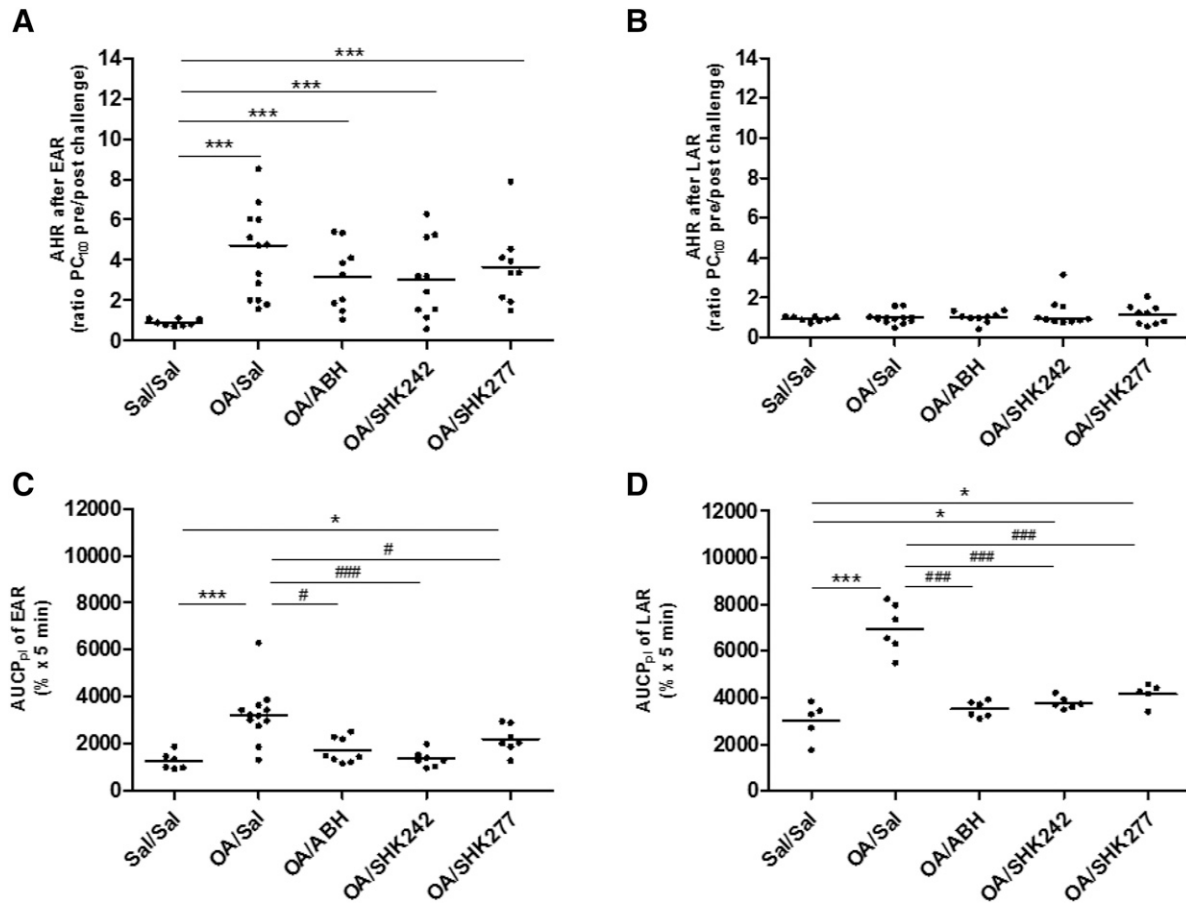 A
AHR after EAR
(ratio PC100 pre/post challenge)
14
12
10
8
6
4
2
0
***
***
***
***
Sal/Sal
OA/Sal
OA/ABH
OA/SHK242
OA/SHK277
B
AHR after LAR
(ratio PC100 pre/post challenge)
14
12
10
8
6
4
2
0
Sal/Sal
OA/Sal
OA/ABH
OA/SHK242
OA/SHK277
C
AUCPpl of EAR
(% x 5 min)
12000
10000
8000
6000
4000
2000
0
*
#
###
*** #
Sal/Sal
OA/Sal
OA/ABH
OA/SHK242
OA/SHK277
D
AUCPpl of LAR
(% x 5 min)
12000
10000
8000
6000
4000
2000
0
*
*
###
###
*** ###
Sal/Sal
OA/Sal
OA/ABH
OA/SHK242
OA/SHK277